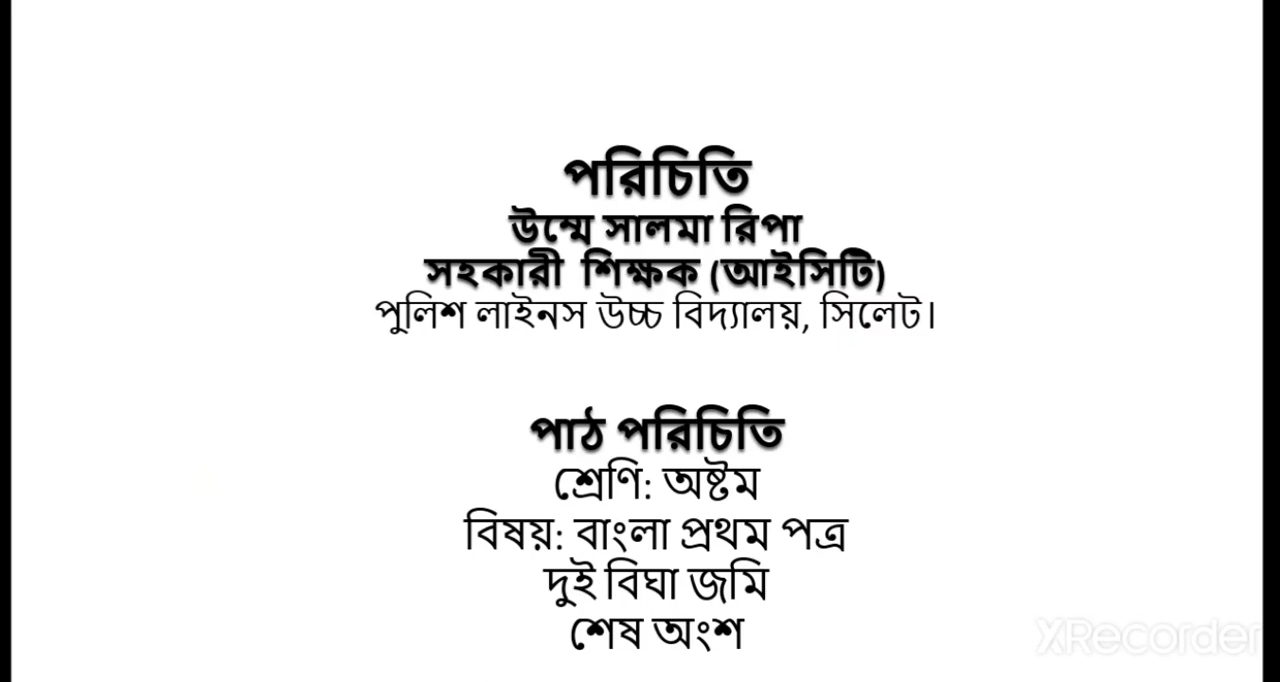 পরিচিতি
উম্মে সালমা রিপা
সহকারী শিক্ষক (আইসিটি)
পুলিশ লাইনস উচ্চ বিদ্যালয়, সিলেট।
পাঠ পরিচিতি
শ্রেণি: অষ্টম
বিষয়: বাংলা প্রথম পত্র
দুই বিঘা জমি
শেষ অংশ
XRecorder